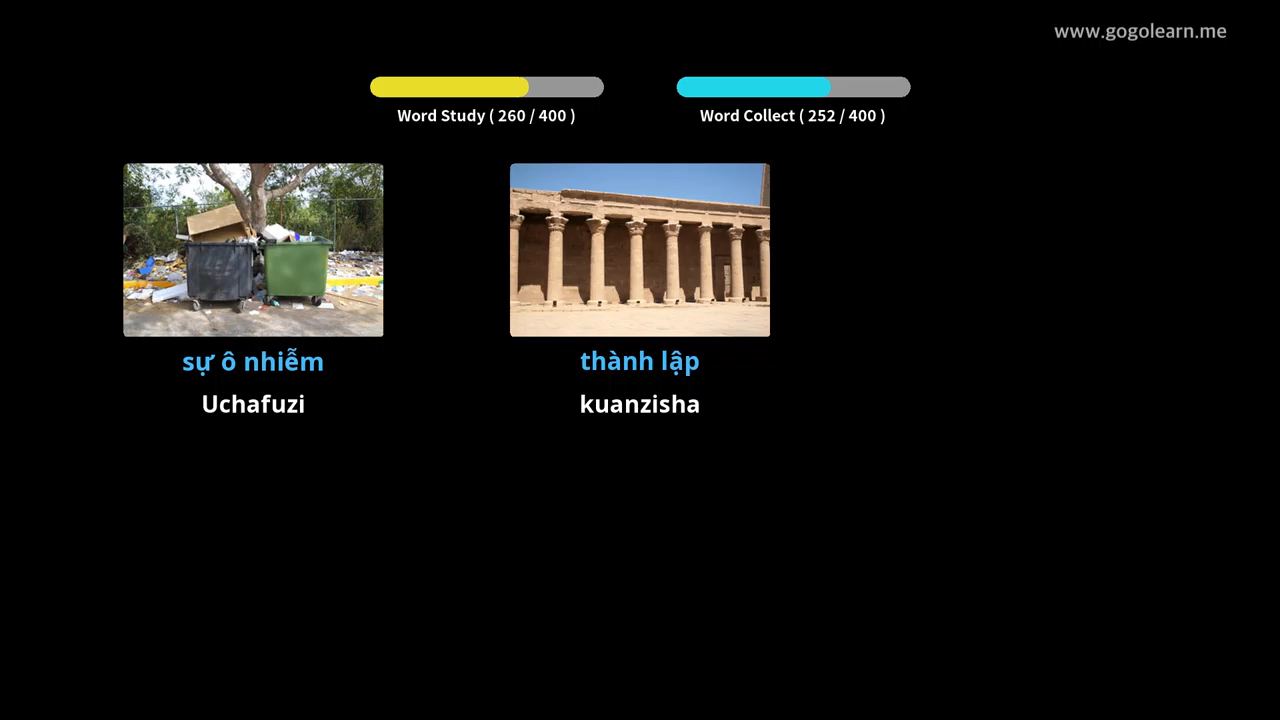 www.gogolearn.me
Word Study ( 260 / 400 )
Word Collect ( 252 / 400 )
sự ô nhiễm
Uchafuzi
thành lập
kuanzisha